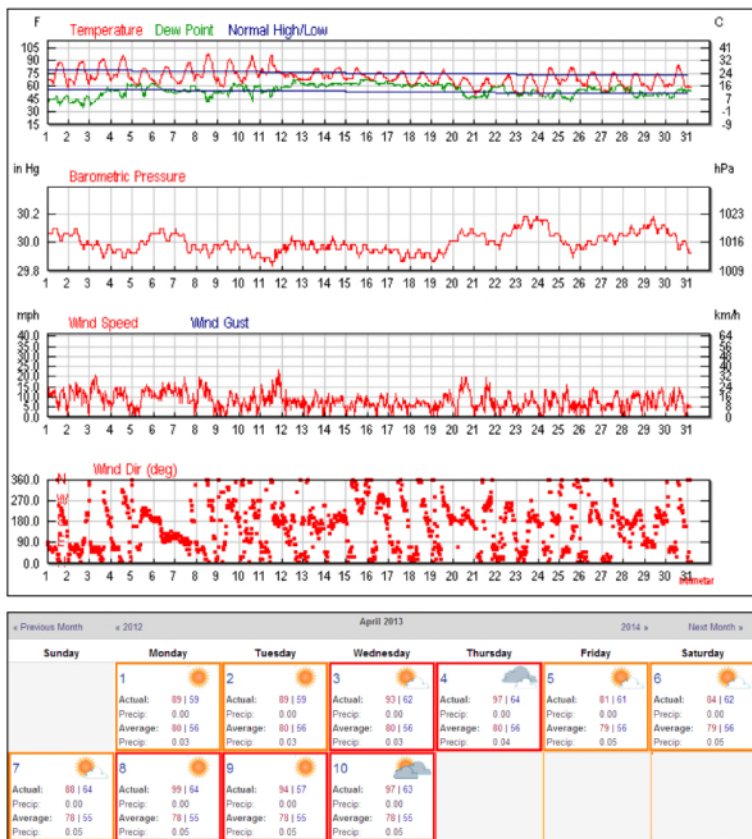 F C
Temperature Dew Point Normal High/Low
105 41
90 32
75 24
60 16
45 7
30 -1
15 -9
1 2 3 4 5 6 7 8 9 10 11 12 13 14 15 16 17 18 19 20 21 22 23 24 25 26 27 28 29 30 31
in Hg hPa
Barometric Pressure
30.2 1023
30.0 1016
29.8 1009
1 2 3 4 5 6 7 8 9 10 11 12 13 14 15 16 17 18 19 20 21 22 23 24 25 26 27 28 29 30 31
mph km/h
Wind Speed Wind Gust
40.0 64
35.0 56
30.0 48
25.0
20.0 32
15.0 24
10.0 16
5.0 8
0.0 0
1 2 3 4 5 6 7 8 9 10 11 12 13 14 15 16 17 18 19 20 21 22 23 24 25 26 27 28 29 30 31
Wind Dir (deg)
360.0 N
270.0 W
180.0
90.0
0.0
1 2 3 4 5 6 7 8 9 10 11 12 13 14 15 16 17 18 19 20 21 22 23 24 25 26 27 28 29 30 31
« Previous Month « 2012 April 2013 2014 » Next Month »
Sunday Monday Tuesday Wednesday Thursday Friday Saturday
1 2 3 4 5 6
Actual: 89 | 59 Actual: 89 | 59 Actual: 93 | 62 Actual: 97 | 64 Actual: 81 | 61 Actual: 84 | 62
Precip: 0.00 Precip: 0.00 Precip: 0.00 Precip: 0.00 Precip: 0.00 Precip: 0.00
Average: 80 | 56 Average: 80 | 56 Average: 80 | 56 Average: 80 | 56 Average: 79 | 56 Average: 79 | 56
Precip: 0.03 Precip: 0.03 Precip: 0.03 Precip: 0.04 Precip: 0.05 Precip: 0.05
7 8 9 10
Actual: 88 | 64 Actual: 99 | 64 Actual: 94 | 57 Actual: 97 | 63
Precip: 0.00 Precip: 0.00 Precip: 0.00 Precip: 0.00
Average: 78 | 55 Average: 78 | 55 Average: 78 | 55 Average: 78 | 55
Precip: 0.05 Precip: 0.05 Precip: 0.05 Precip: 0.05